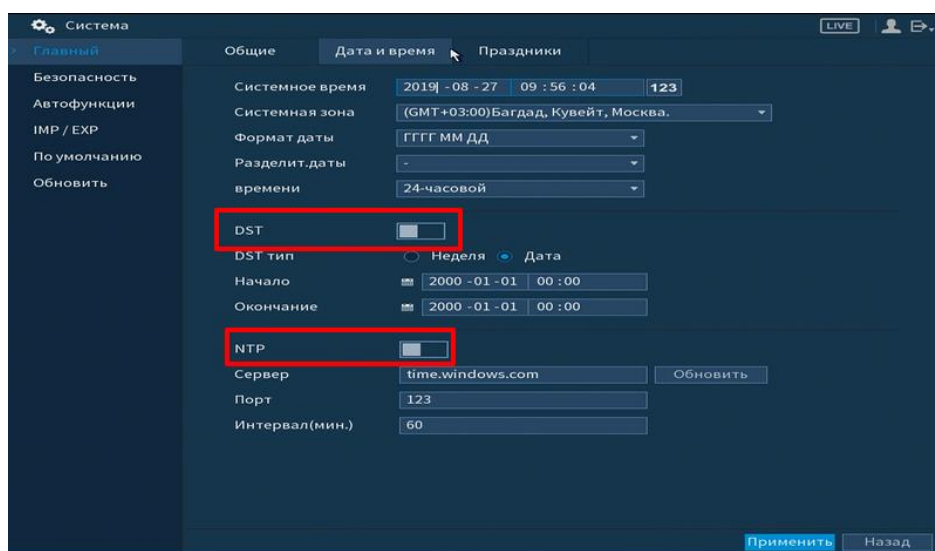 Система LIVE
Главный Общие Дата и время Праздники
Безопасность
Автофункции
IMP / EXP
По умолчанию
Обновить
Системное время 2019 - 08 - 27 09 : 56 : 04 123
Системная зона (GMT+03:00)Багдад, Кувейт, Москва.
Формат даты ГГГГ ММ ДД
Разделит.даты -
времени 24-часовой
DST
DST тип Неделя Дата
Начало 2000 - 01 - 01 00 : 00
Окончание 2000 - 01 - 01 00 : 00
NTP
Сервер time.windows.com Обновить
Порт 123
Интервал(мин.) 60
Применить Назад